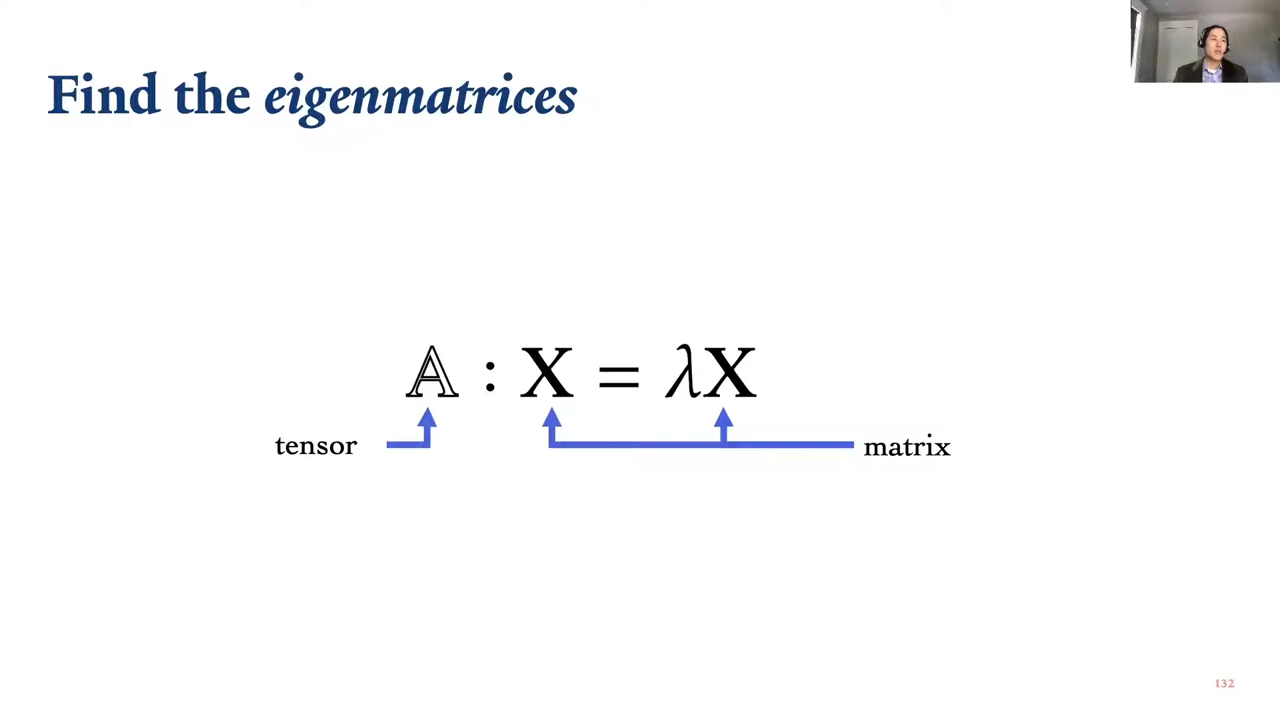 Find the eigenmatrices
𝔸 : X = λX
tensor
matrix
132